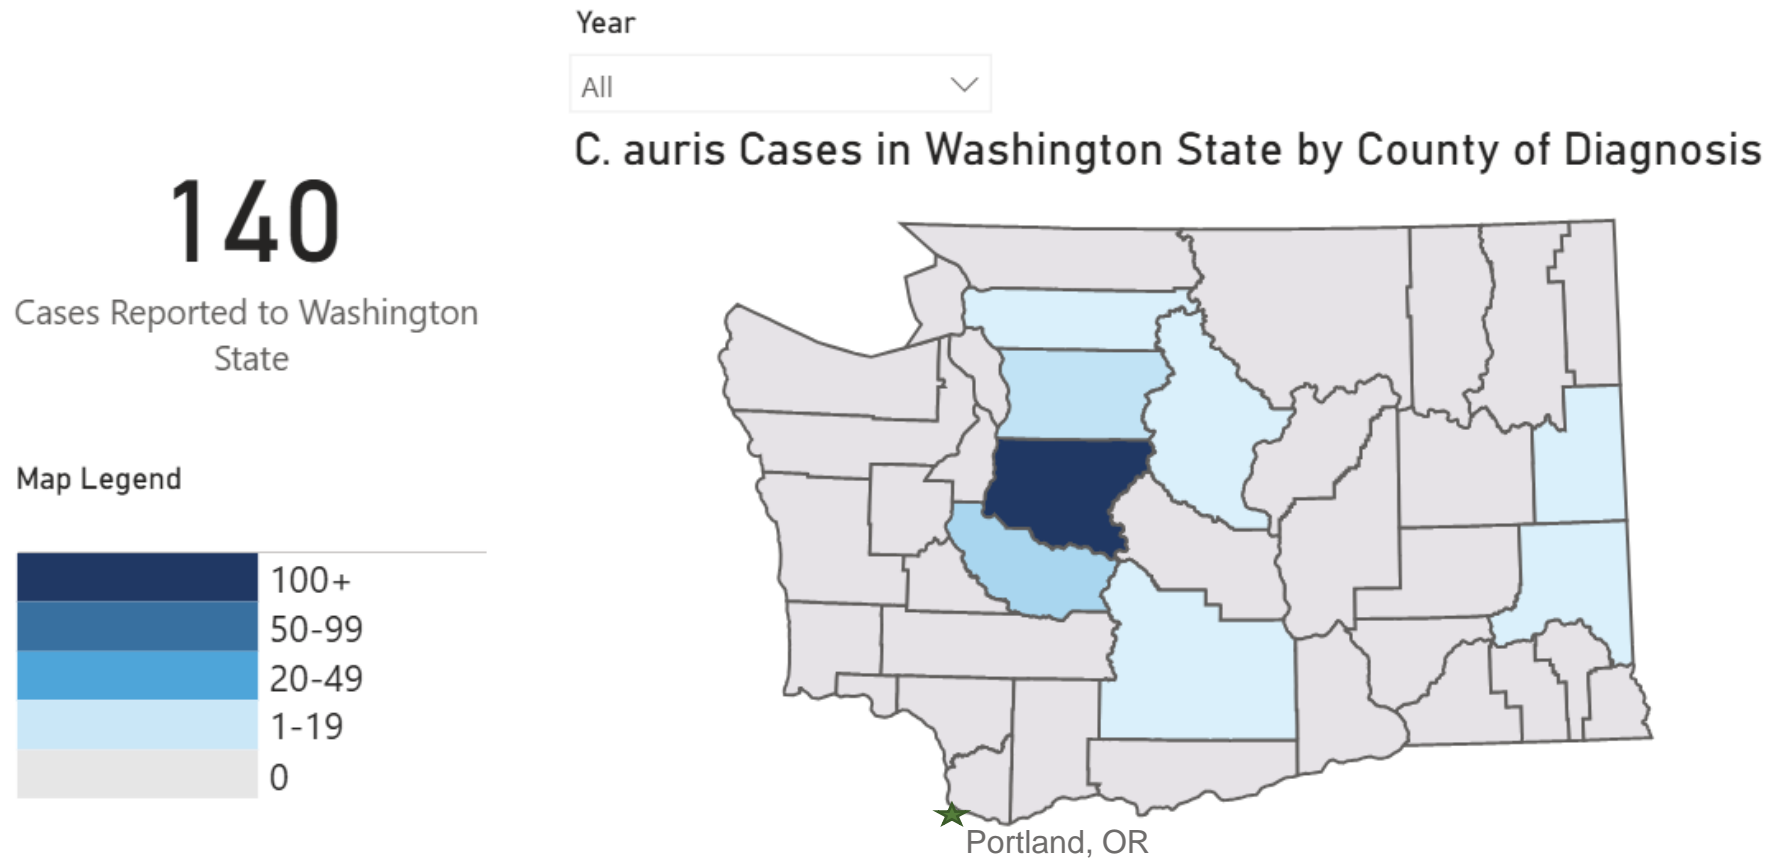 Year
All
C. auris Cases in Washington State by County of Diagnosis
140
Cases Reported to Washington
State
Map Legend
100+
50-99
20-49
1-19
0
Portland, OR